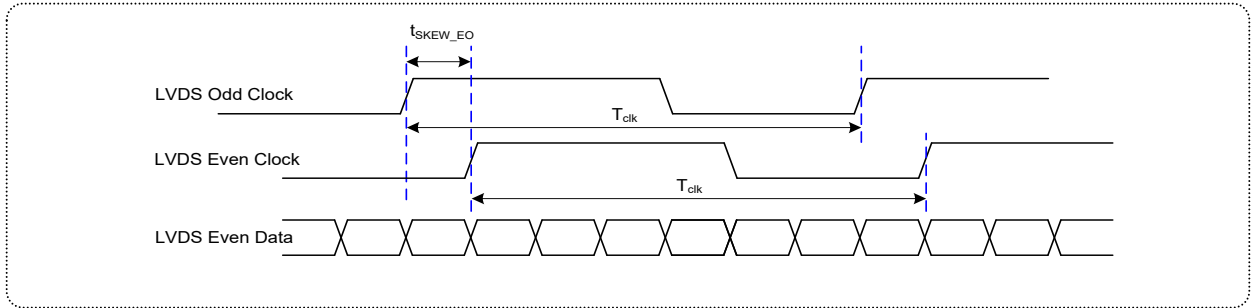 tSKEW_EO
LVDS Odd Clock
Tclk
LVDS Even Clock
Tclk
LVDS Even Data